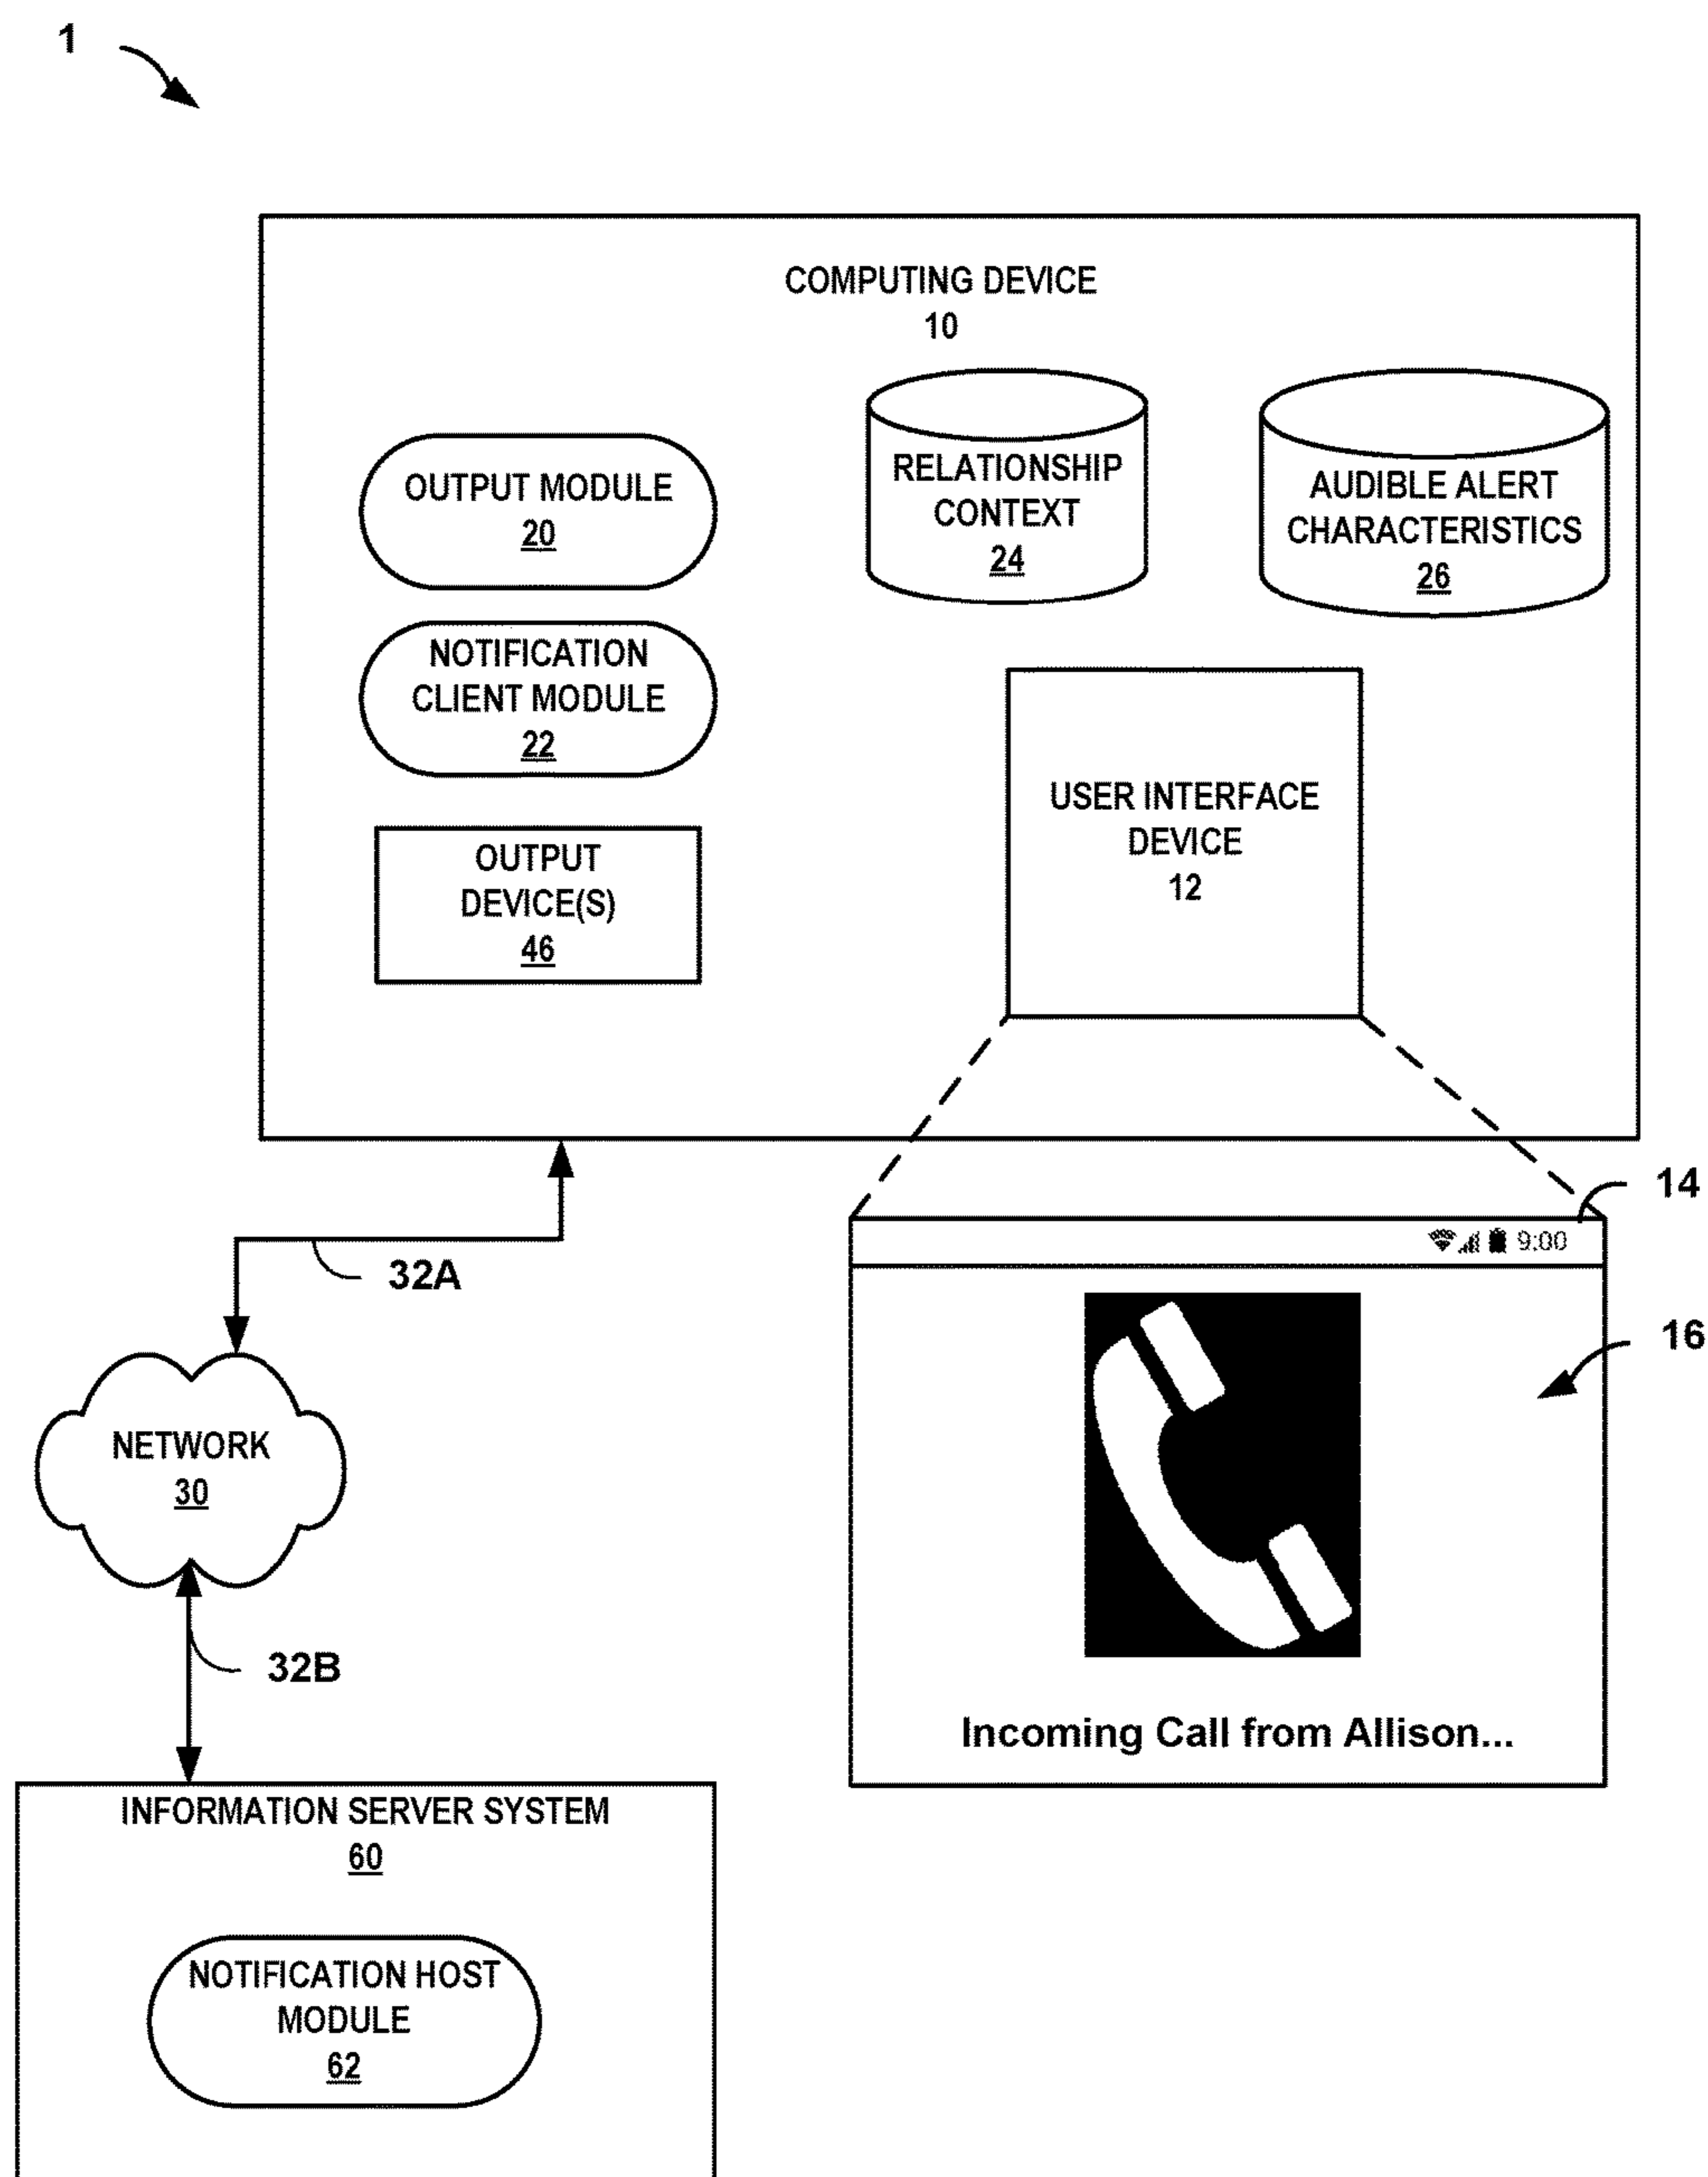 1
COMPUTING DEVICE
10
OUTPUT MODULE
20
RELATIONSHIP
CONTEXT
24
AUDIBLE ALERT
CHARACTERISTICS
26
NOTIFICATION
CLIENT MODULE
22
OUTPUT
DEVICE(S)
46
USER INTERFACE
DEVICE
12
14
9:00
16
Incoming Call from Allison...
32A
NETWORK
30
32B
INFORMATION SERVER SYSTEM
60
NOTIFICATION HOST
MODULE
62